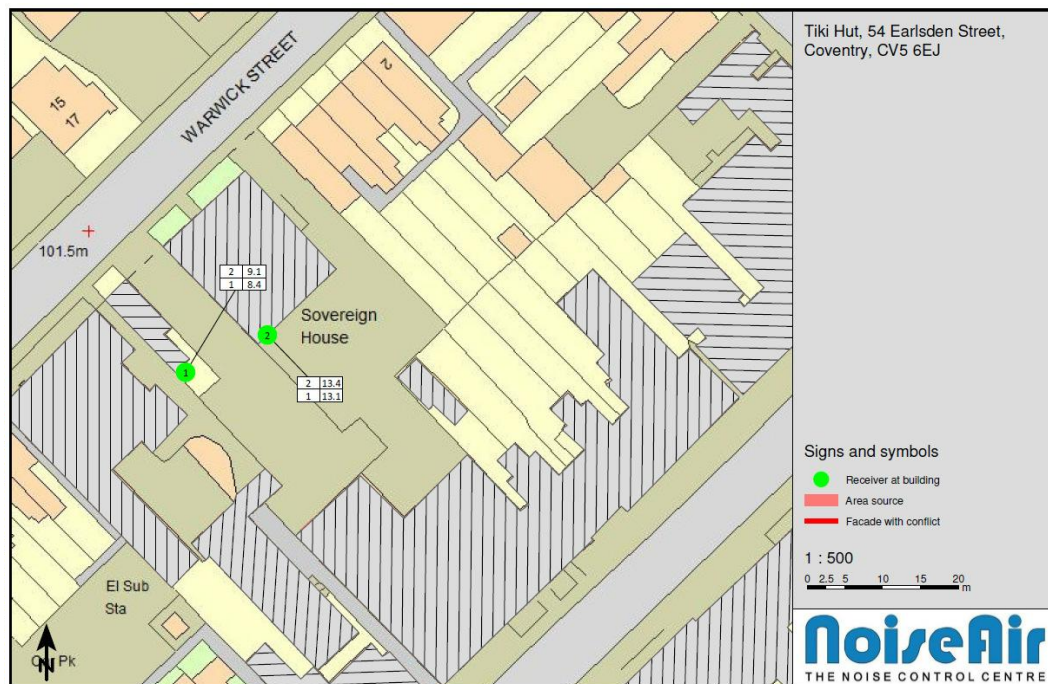 Tiki Hut, 54 Earlsden Street,
Coventry, CV5 6EJ
WARWICK STREET
2
15
17
101.5m
2 9.1
1 8.4
Sovereign
House
2
1
2 13.4
1 13.1
El Sub
Sta
Pk
N
Signs and symbols
Receiver at building
Area source
Facade with conflict
1 : 500
0 2.5 5 10 15 20
m
NoiseAir
THE NOISE CONTROL CENTRE